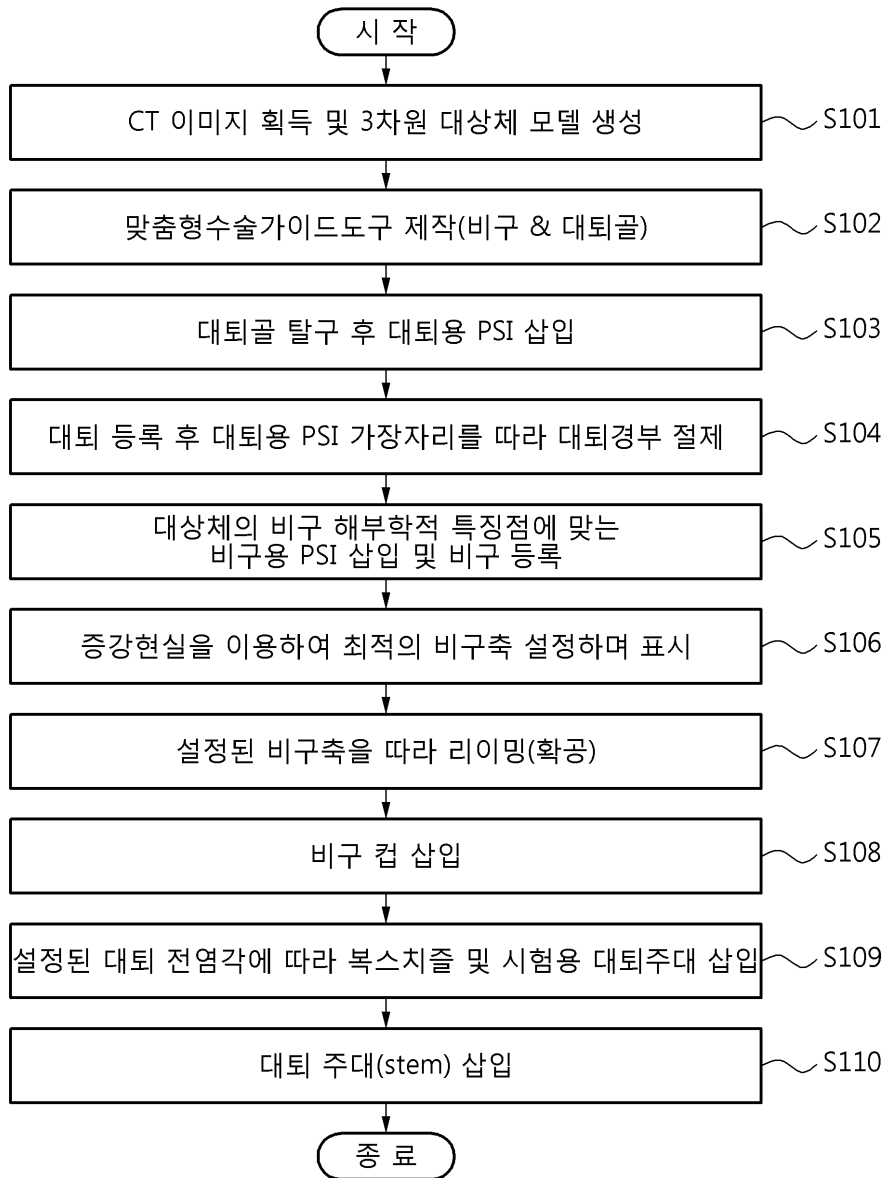 시 작
CT 이미지 획득 및 3차원 대상체 모델 생성
S101
맞춤형수술가이드도구 제작(비구 & 대퇴골)
S102
대퇴골 탈구 후 대퇴용 PSI 삽입
S103
대퇴 등록 후 대퇴용 PSI 가장자리를 따라 대퇴경부 절제
S104
대상체의 비구 해부학적 특징점에 맞는
비구용 PSI 삽입 및 비구 등록
S105
증강현실을 이용하여 최적의 비구축 설정하며 표시
S106
설정된 비구축을 따라 리이밍(확공)
S107
비구 컵 삽입
S108
설정된 대퇴 전염각에 따라 복스치즐 및 시험용 대퇴주대 삽입
S109
대퇴 주대(stem) 삽입
S110
종 료